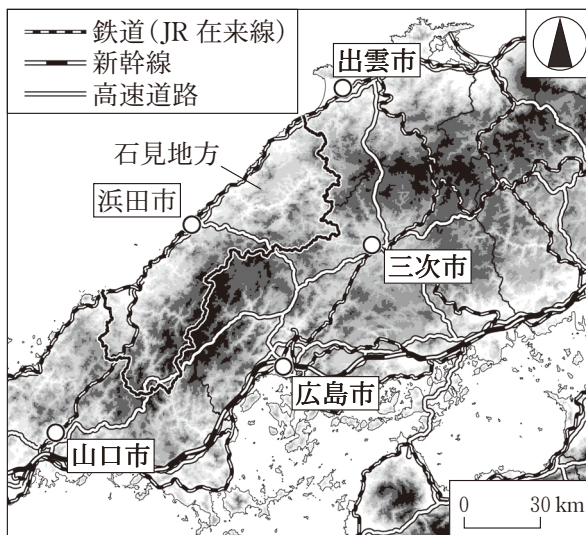 鉄道(JR 在来線)
新幹線
高速道路
出雲市
石見地方
浜田市
三次市
広島市
山口市
0 30 km